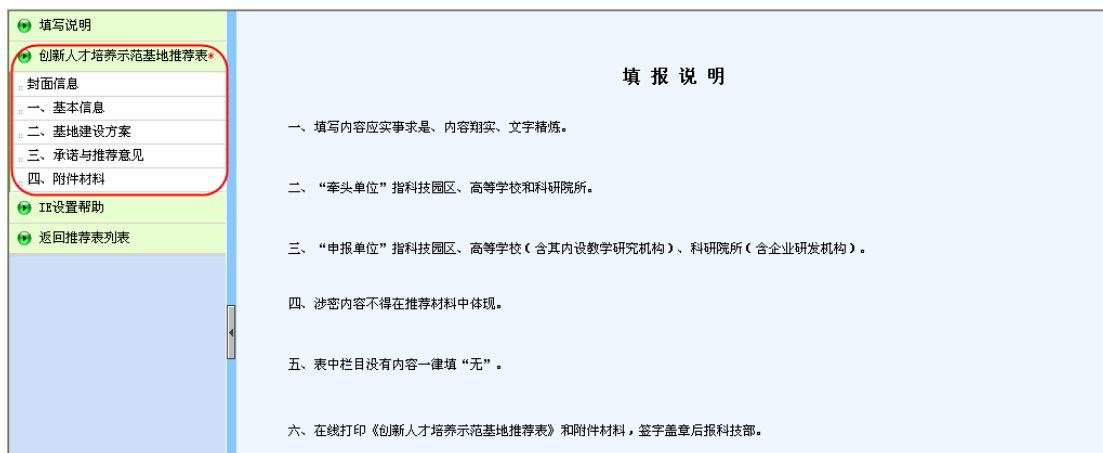 填写说明
创新人才培养示范基地推荐表*
封面信息
一、基本信息
二、基地建设方案
三、承诺与推荐意见
四、附件材料
IE设置帮助
返回推荐表列表
填 报 说 明
一、填写内容应实事求是、内容翔实、文字精炼。
二、“牵头单位”指科技园区、高等学校和科研院所。
三、“申报单位”指科技园区、高等学校(含其内设教学研究机构)、科研院所(含企业研发机构)。
四、涉密内容不得在推荐材料中体现。
五、表中栏目没有内容一律填“无”。
六、在线打印《创新人才培养示范基地推荐表》和附件材料,签字盖章后报科技部。